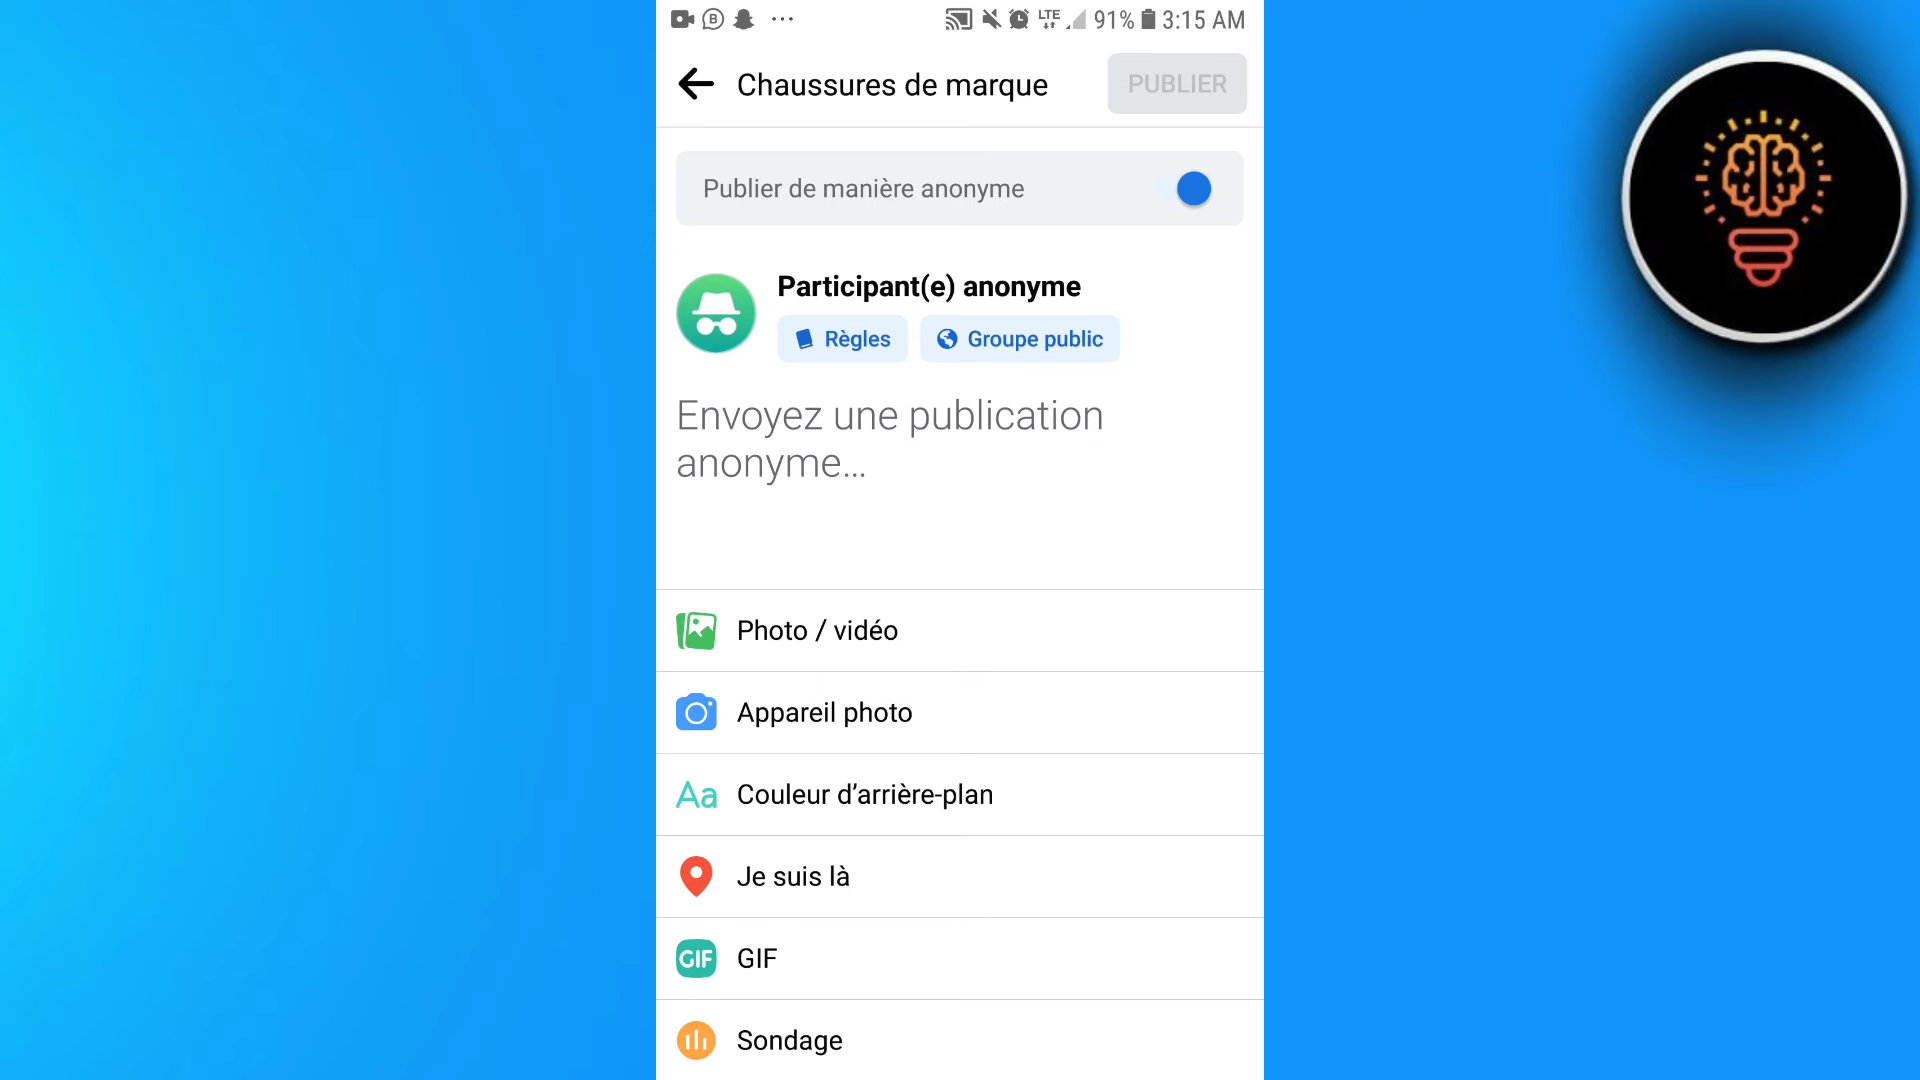 LTE 91% 3:15 AM
Chaussures de marque
PUBLIER
Publier de manière anonyme
Participant(e) anonyme
Règles
Groupe public
Envoyez une publication
anonyme...
Photo / vidéo
Appareil photo
Aa Couleur d’arrière-plan
Je suis là
GIF GIF
Sondage